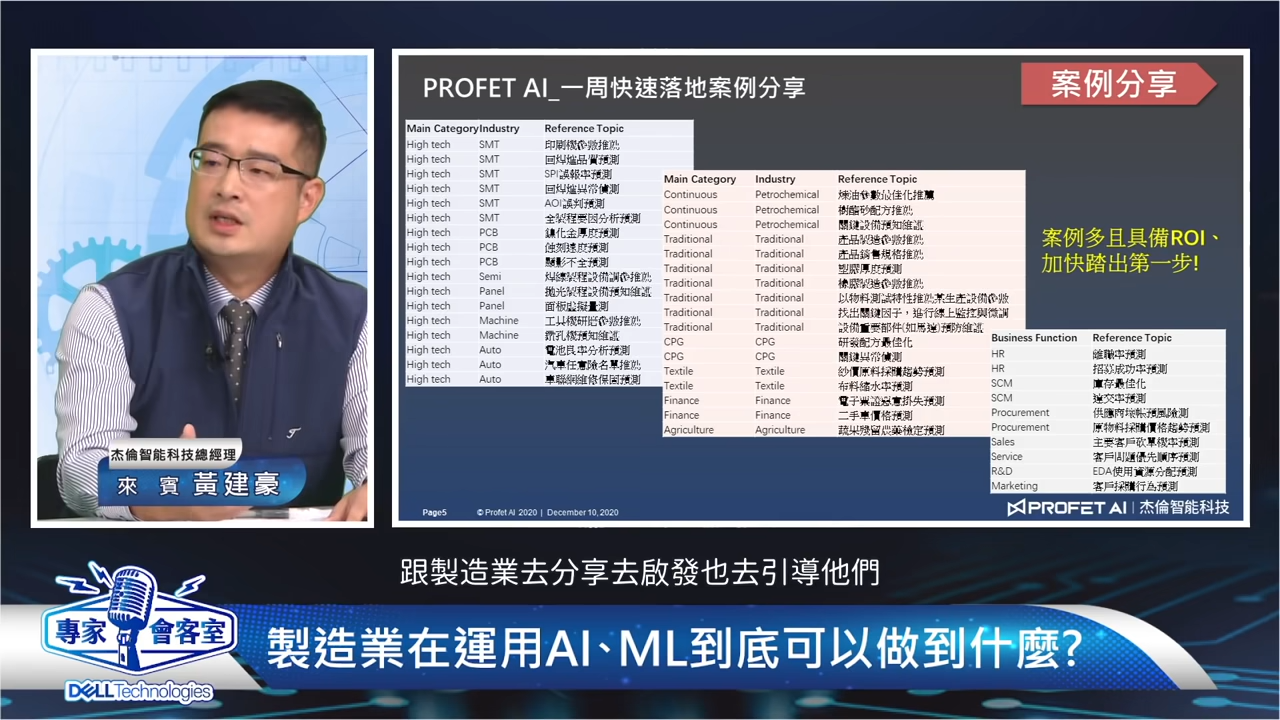 PROFET AI_一周快速落地案例分享
案例分享
Main Category Industry Reference Topic
High tech SMT 印刷機參數推薦
High tech SMT 回焊爐品質預測
High tech SMT SPI誤報率預測
High tech SMT 回焊爐異常偵測
High tech SMT AOI誤判預測
High tech SMT 全製程要因分析預測
High tech PCB 鎳化金厚度預測
High tech PCB 蝕刻速度預測
High tech PCB 顯影不全預測
High tech Semi 焊線製程設備調參推薦
High tech Panel 拋光製程設備預知維護
High tech Panel 面板虛擬量測
High tech Machine 工具機研磨參數推薦
High tech Machine 鑽孔機預知維護
High tech Auto 電池良率分析預測
High tech Auto 汽車任意險名單推薦
High tech Auto 車聯網維修保固預測
Main Category Industry Reference Topic
Continuous Petrochemical 煉油參數最佳化推薦
Continuous Petrochemical 樹酯砂配方推薦
Continuous Petrochemical 關鍵設備預知維護
Traditional Traditional 產品製造參數推薦
Traditional Traditional 產品銷售規格推薦
Traditional Traditional 塑膠厚度預測
Traditional Traditional 橡膠製造參數推薦
Traditional Traditional 以物料測試特性推薦某生產設備參數
Traditional Traditional 找出關鍵因子，進行線上監控與微調
Traditional Traditional 設備重要部件(如馬達)預防維護
CPG CPG 研發配方最佳化
CPG CPG 關鍵異常偵測
Textile Textile 紗價原料採購趨勢預測
Textile Textile 布料縮水率預測
Finance Finance 電子票證惡意掛失預測
Finance Finance 二手車價格預測
Agriculture Agriculture 蔬果殘留農藥檢定預測
案例多且具備ROI、
加快踏出第一步!
Business Function Reference Topic
HR 離職率預測
HR 招募成功率預測
SCM 庫存最佳化
SCM 達交率預測
Procurement 供應商壞帳預風險測
Procurement 原物料採購價格趨勢預測
Sales 主要客戶砍單機率預測
Service 客戶問題優先順序預測
R&D EDA使用資源分配預測
Marketing 客戶採購行為預測
Page5 © Profet AI 2020 | December 10,2020
PROFET AI | 杰倫智能科技
杰倫智能科技總經理
來 賓 黃建豪
跟製造業去分享去啟發也去引導他們
專家 會客室
DELL Technologies
製造業在運用AI、ML到底可以做到什麼?